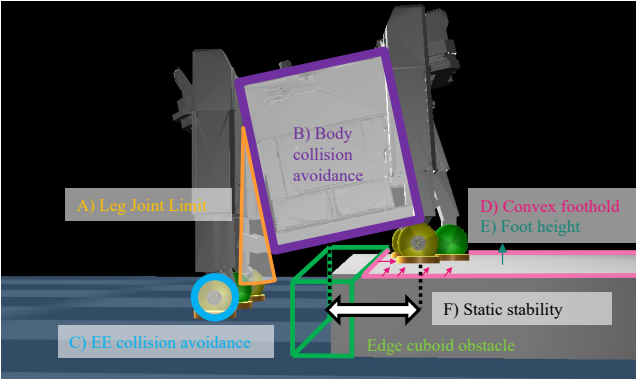 B) Body
collision
avoidance
A) Leg Joint Limit
D) Convex foothold
E) Foot height
F) Static stability
C) EE collision avoidance
Edge cuboid obstacle